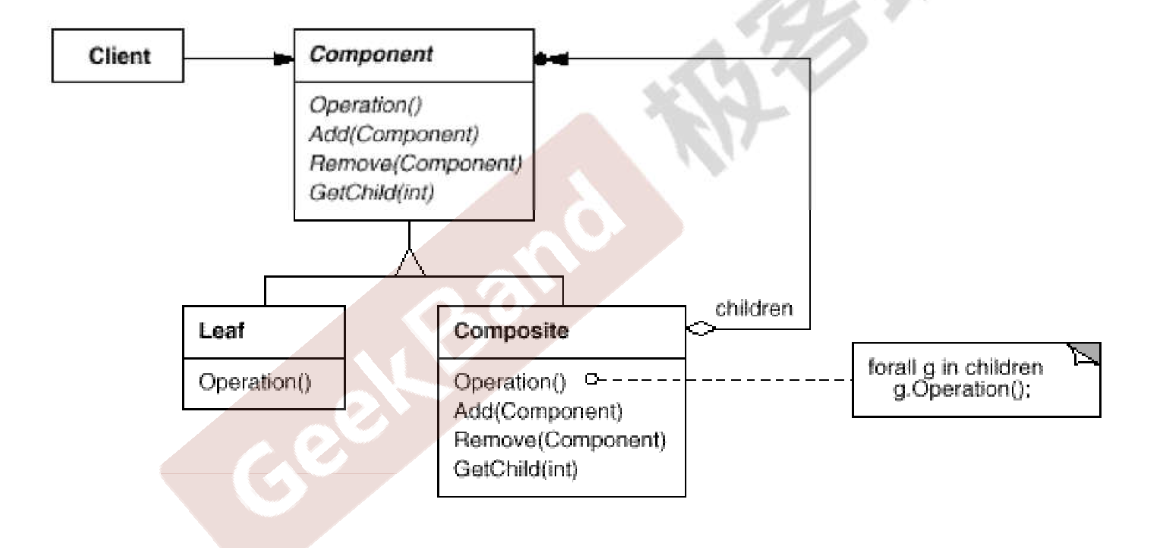 Client
Component
Operation()
Add(Component)
Remove(Component)
GetChild(int)
Leaf
Operation()
Composite
Operation()
Add(Component)
Remove(Component)
GetChild(int)
children
forall g in children
g.Operation();
GeekBand
极客